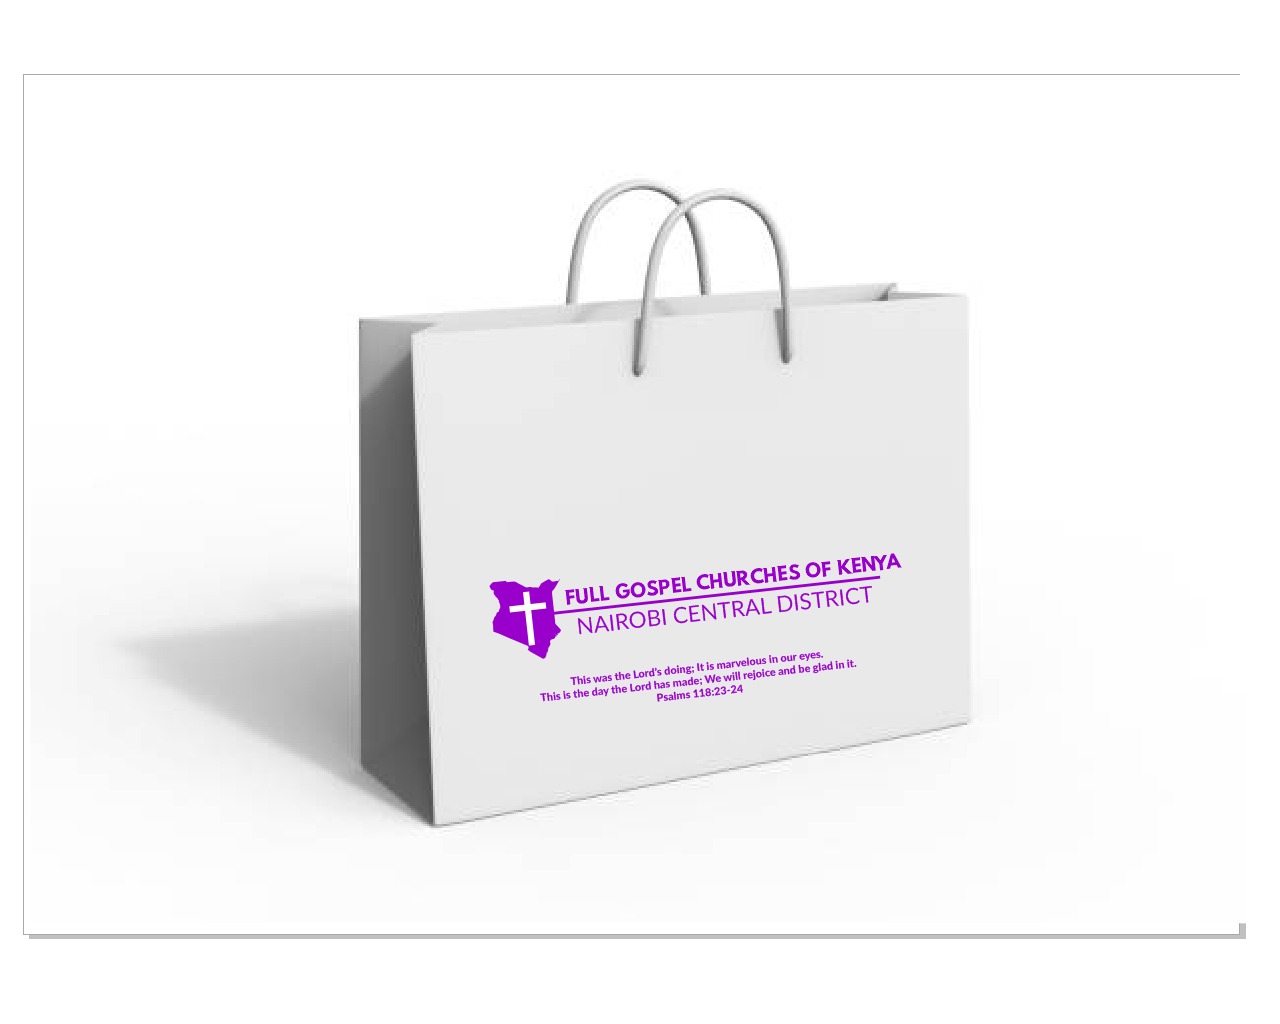 FULL GOSPEL CHURCHES OF KENYA
NAIROBI CENTRAL DISTRICT
This was the Lord's doing; It is marvelous in our eyes.
This is the day the Lord has made; We will rejoice and be glad in it.
Psalms 118:23-24